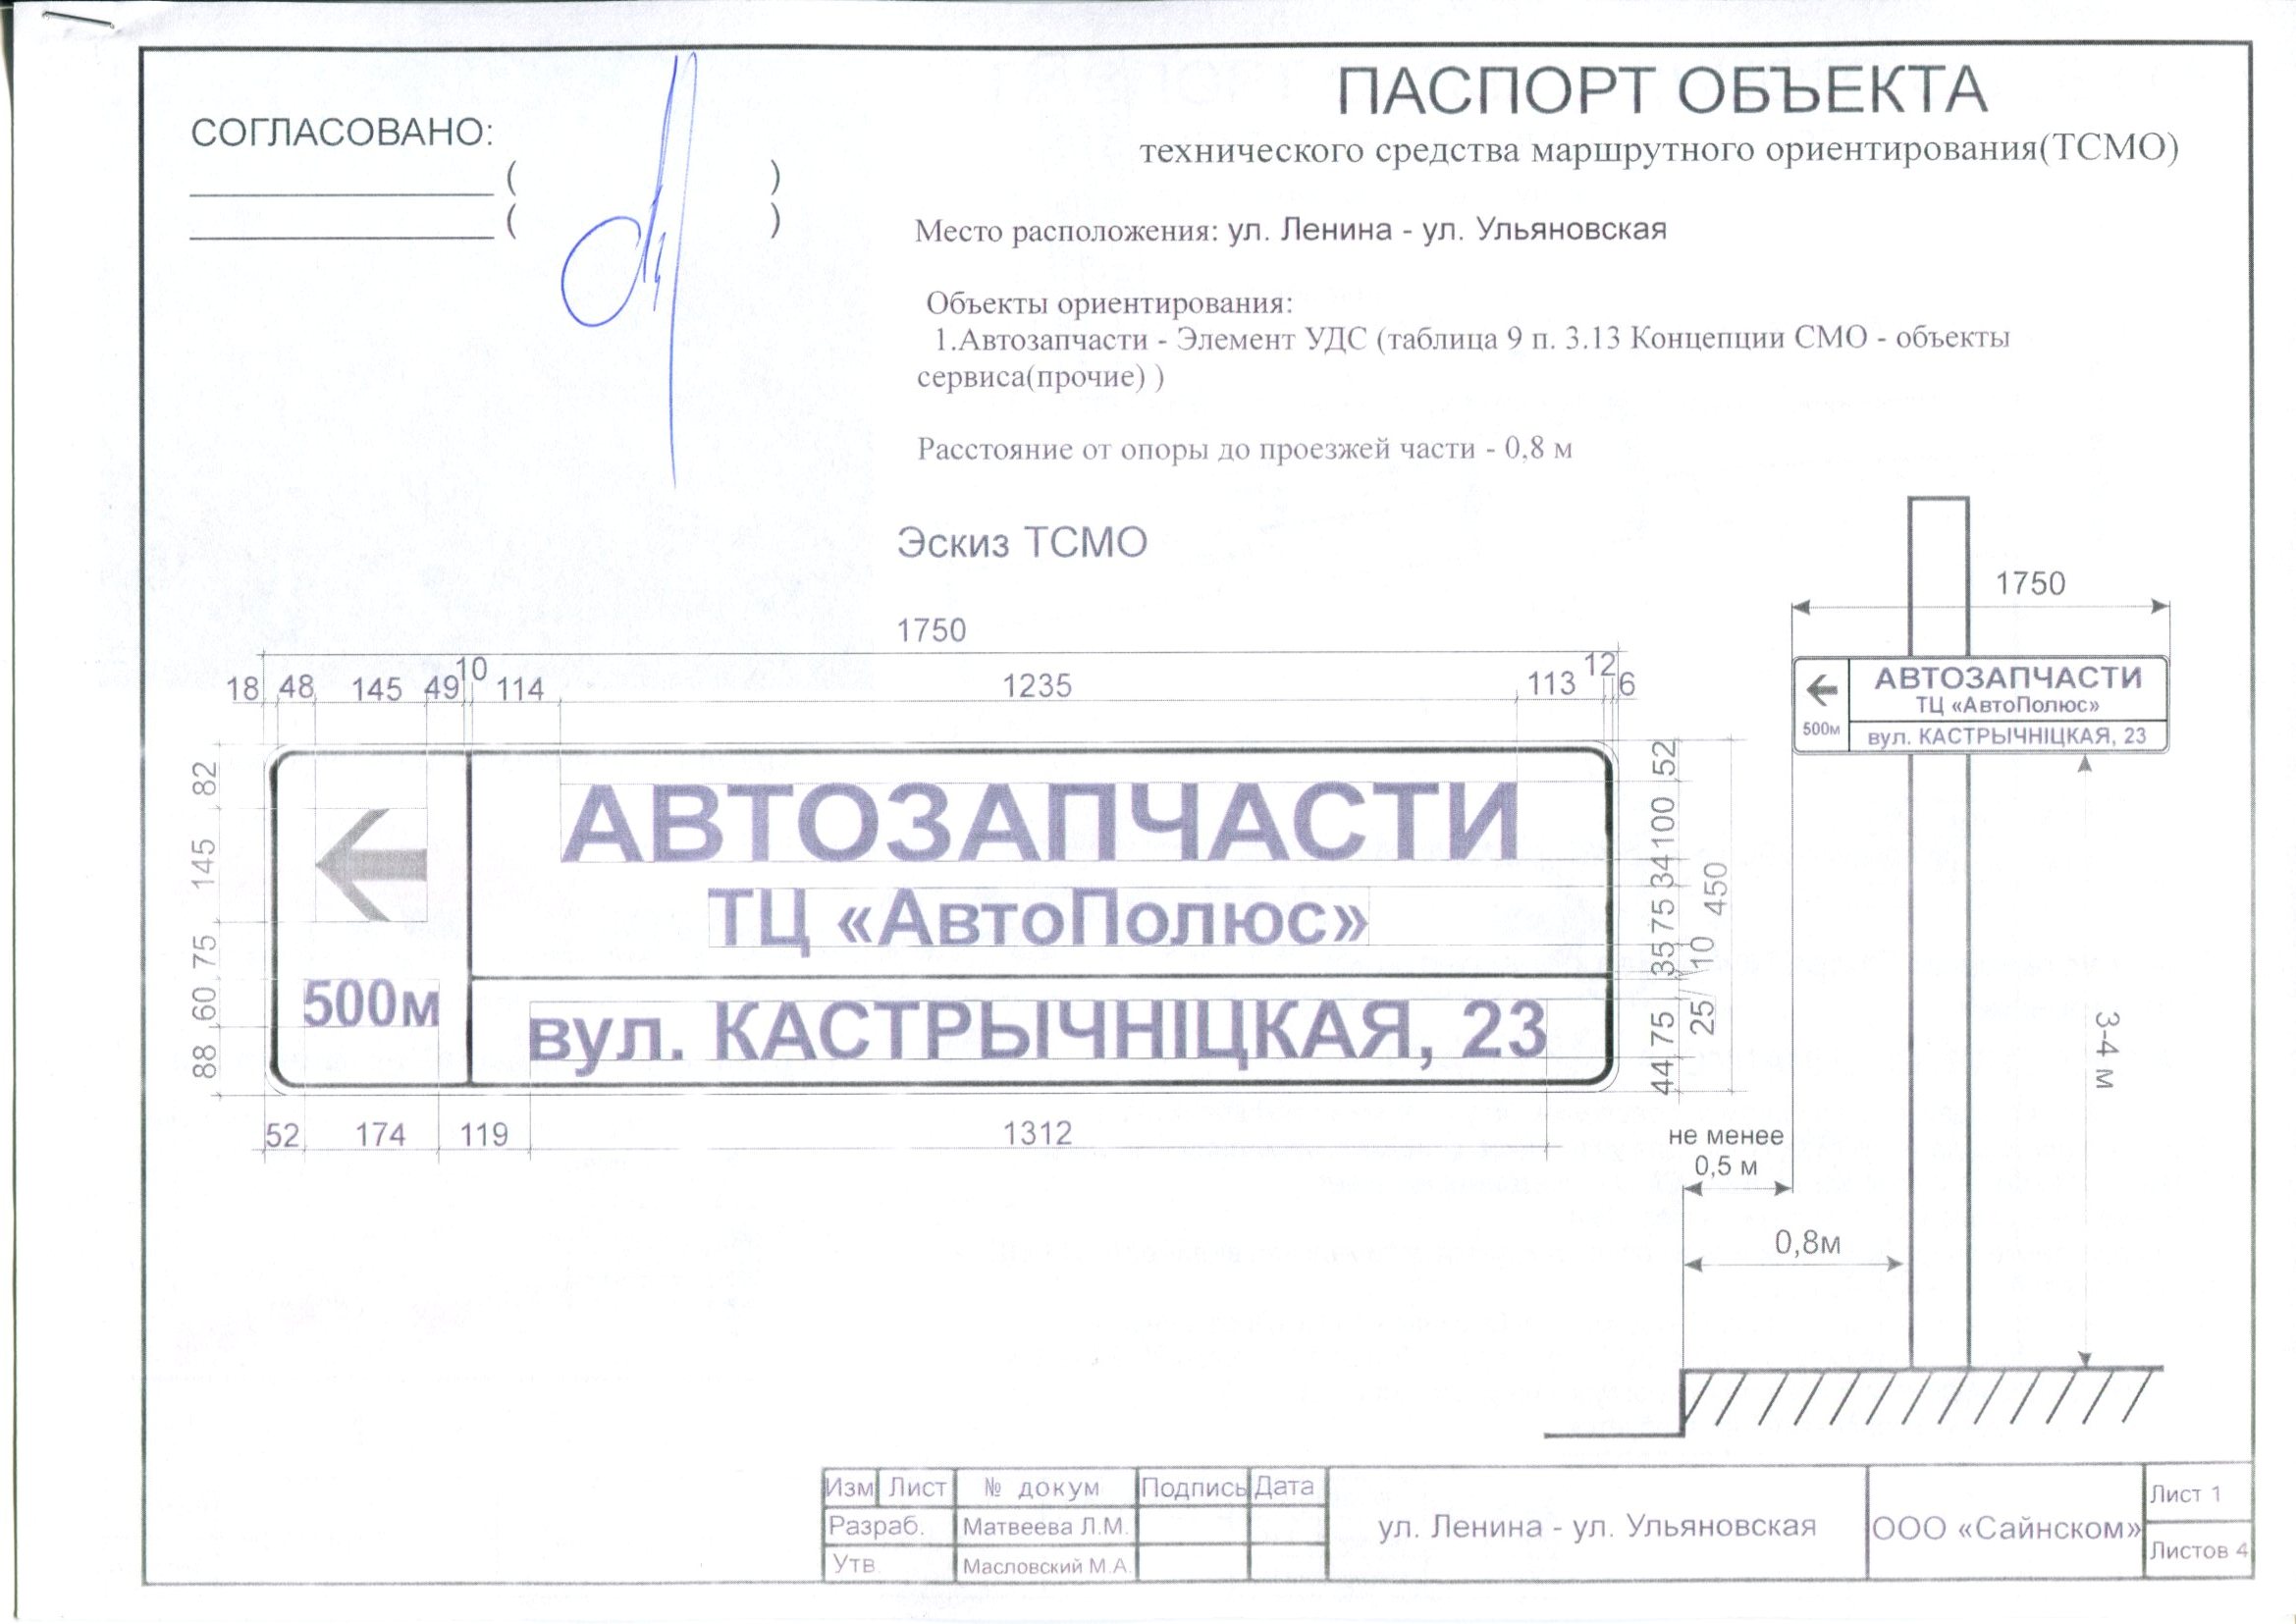 СОГЛАСОВАНО:
ПАСПОРТ ОБЪЕКТА
технического средства маршрутного ориентирования(ТСМО)
____________ ( )
____________ ( )
Место расположения: ул. Ленина - ул. Ульяновская
Объекты ориентирования:
1.Автозапчасти - Элемент УДС (таблица 9 п. 3.13 Концепции СМО - объекты
сервиса(прочие) )
Расстояние от опоры до проезжей части - 0,8 м
Эскиз ТСМО
1750
18 48 145 49 10 114 1235 113 12 6
82 145 75 60 88
500м
АВТОЗАПЧАСТИ
ТЦ «АвтоПолюс»
вул. КАСТРЫЧНІЦКАЯ, 23
52 100 34 75 35 10 25 75 44
450
52 174 119 1312
1750
АВТОЗАПЧАСТИ
ТЦ «АвтоПолюс»
500м
вул. КАСТРЫЧНІЦКАЯ, 23
3-4 м
не менее
0,5 м
0,8м
Изм Лист № докум Подпись Дата
Разраб. Матвеева Л.М.
Утв Масловский М.А.
ул. Ленина - ул. Ульяновская
ООО «Сайнском»
Лист 1
Листов 4